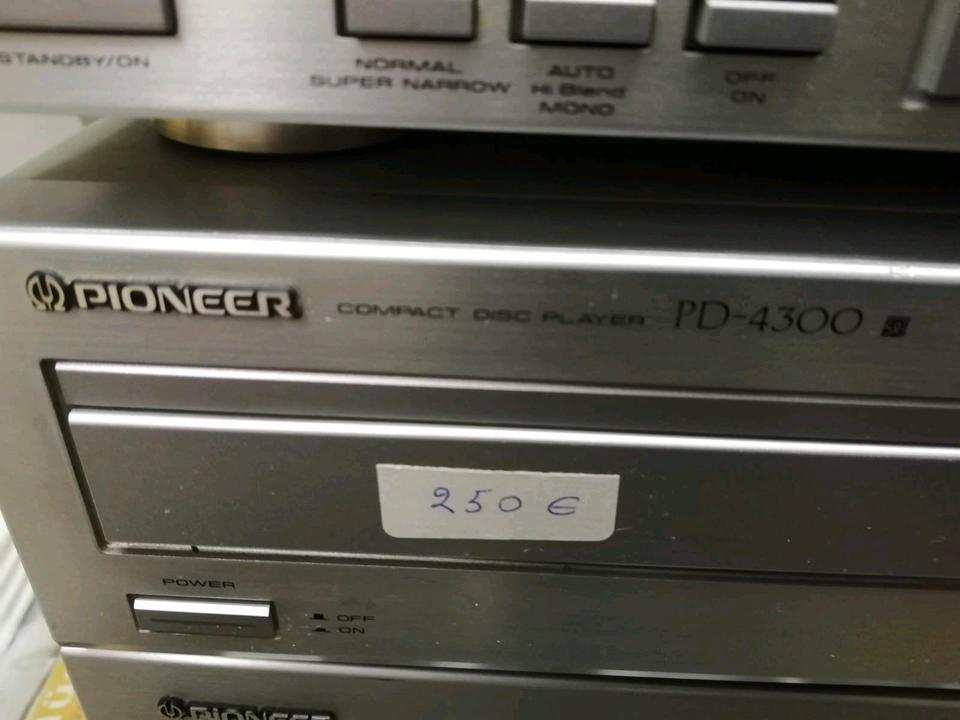 STANDBY/ON
NORMAL
SUPER NARROW
AUTO
Hi Blend
MONO
OFF
ON
PIONEER
COMPACT DISC PLAYER PD-4300
250 €
POWER
OFF
ON
PIONEER